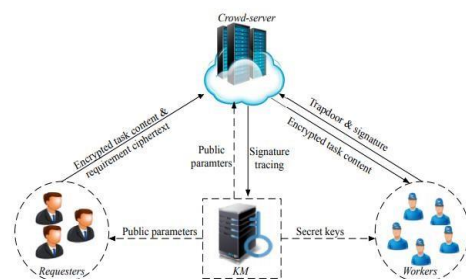 Crowd-server
Encrypted task content &
requirement ciphertext
Trapdoor & signature
Encrypted task content
Public
paramters
Signature
tracing
Public parameters
Secret keys
Requesters
KM
Workers